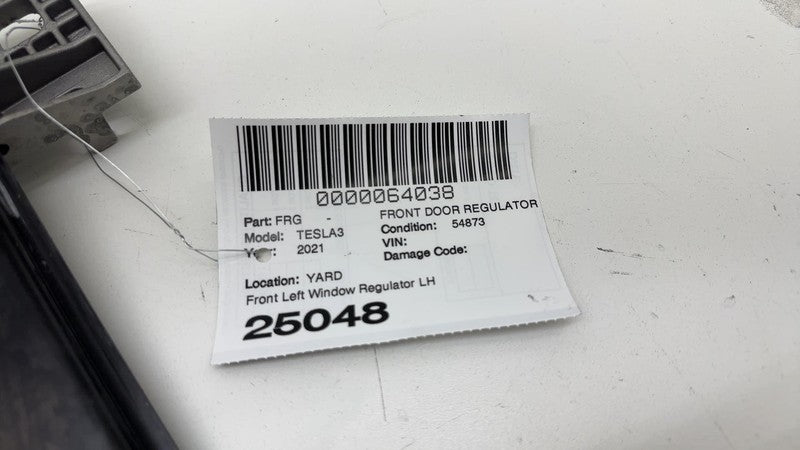 0000064038
Part: FRG - FRONT DOOR REGULATOR
Model: TESLA3 Condition: 54873
Year: 2021 VIN:
Damage Code:
Location: YARD
Front Left Window Regulator LH
25048